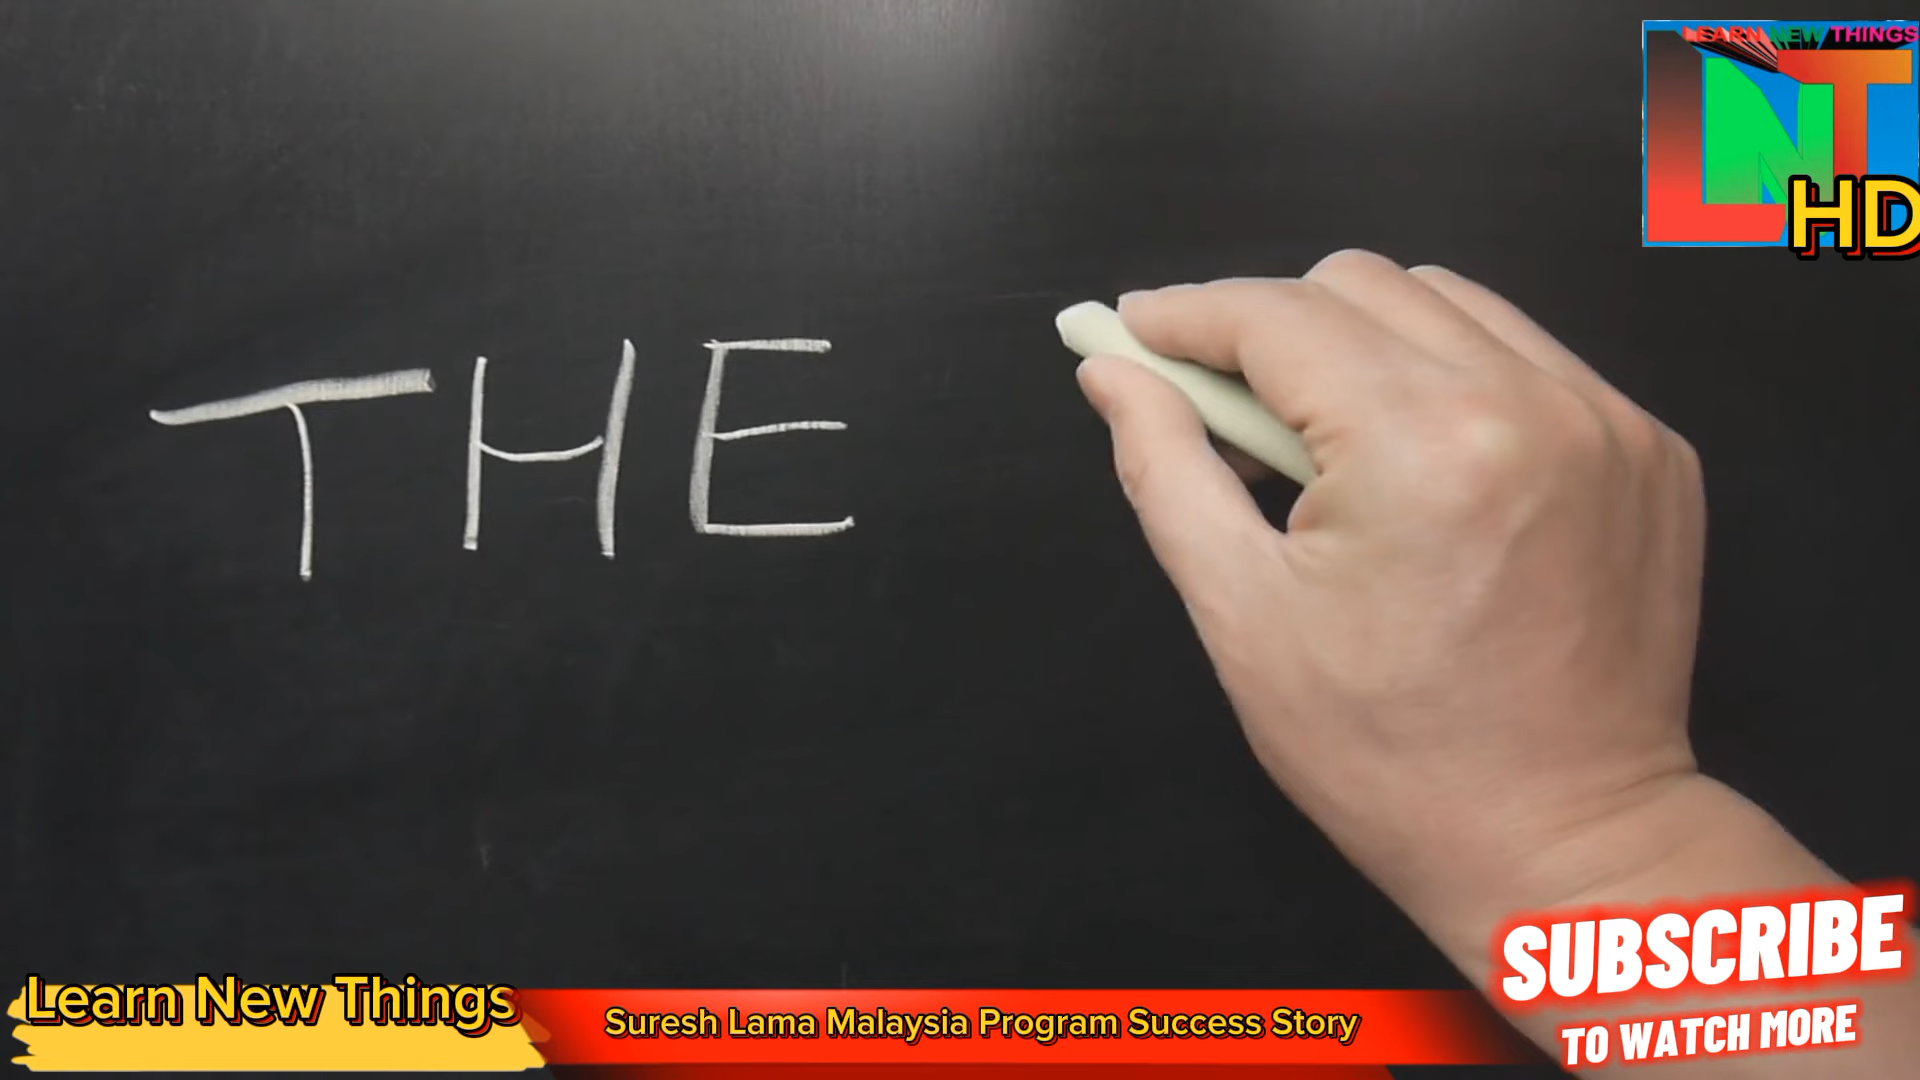 LEARN NEW THINGS
LNT
HD
THE
SUBSCRIBE
TO WATCH MORE
Learn New Things
Suresh Lama Malaysia Program Success Story